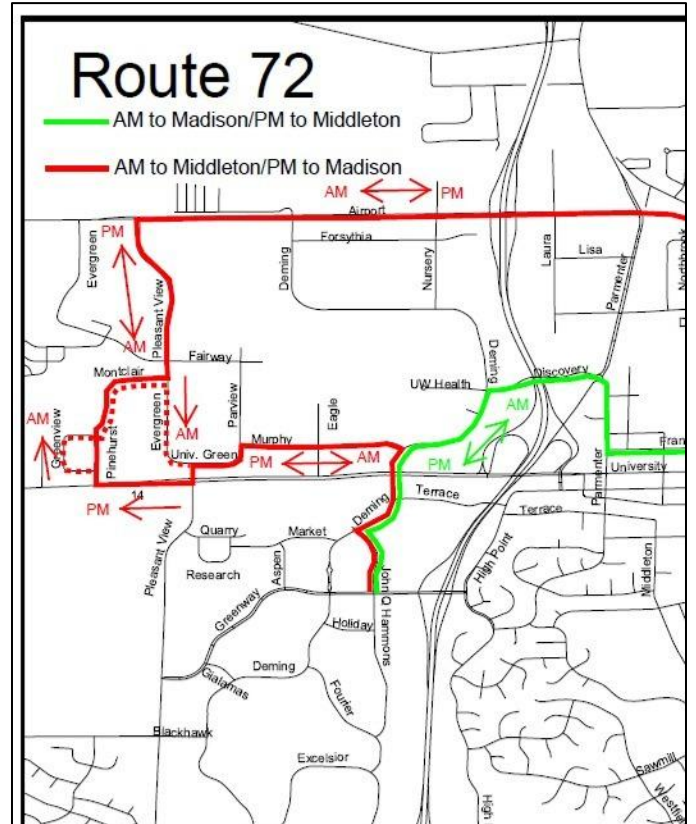 Route 72
AM to Madison/PM to Middleton
AM to Middleton/PM to Madison
AM
PM
Airport
PM
Evergreen
Pleasant View
AM
Forsythia
Deming
Nursery
Laura
Lisa
Parmenter
Northbrook
Fairway
Montclair
Deming
Discovery
UW Health
AM
Greenview
Pinehurst
Evergreen
AM
Parview
Eagle
Murphy
Univ. Green
PM
AM
AM
PM
Fran
University
14
PM
Deming
Terrace
Terrace
Parmenter
Quarry
Market
Research
Aspen
Pleasant View
Greenway
John Q Hammons
High Point
Middleton
Holiday
Deming
Gialamas
Fourier
Blackhawk
Excelsior
High
Sawmill
Westfie